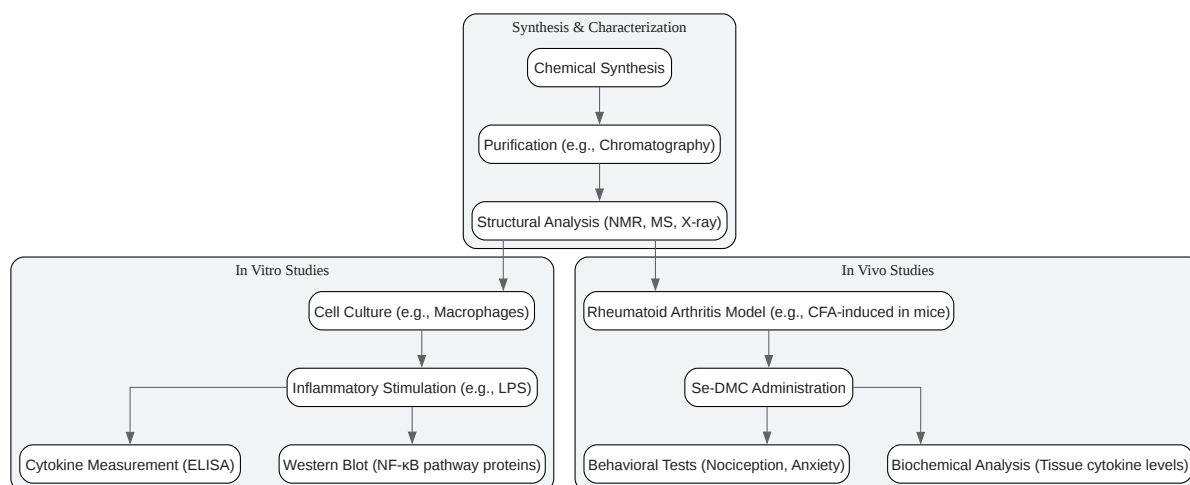 Synthesis & Characterization
Chemical Synthesis
Purification (e.g., Chromatography)
Structural Analysis (NMR, MS, X-ray)
In Vitro Studies
Cell Culture (e.g., Macrophages)
Inflammatory Stimulation (e.g., LPS)
Cytokine Measurement (ELISA)
Western Blot (NF-κB pathway proteins)
In Vivo Studies
Rheumatoid Arthritis Model (e.g., CFA-induced in mice)
Se-DMC Administration
Behavioral Tests (Nociception, Anxiety)
Biochemical Analysis (Tissue cytokine levels)